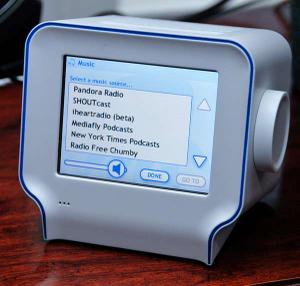 Music
Select a music source...
Pandora Radio
SHOUTcast
iheartradio (beta)
Mediafly Podcasts
New York Times Podcasts
Radio Free Chumby
DONE
GO TO